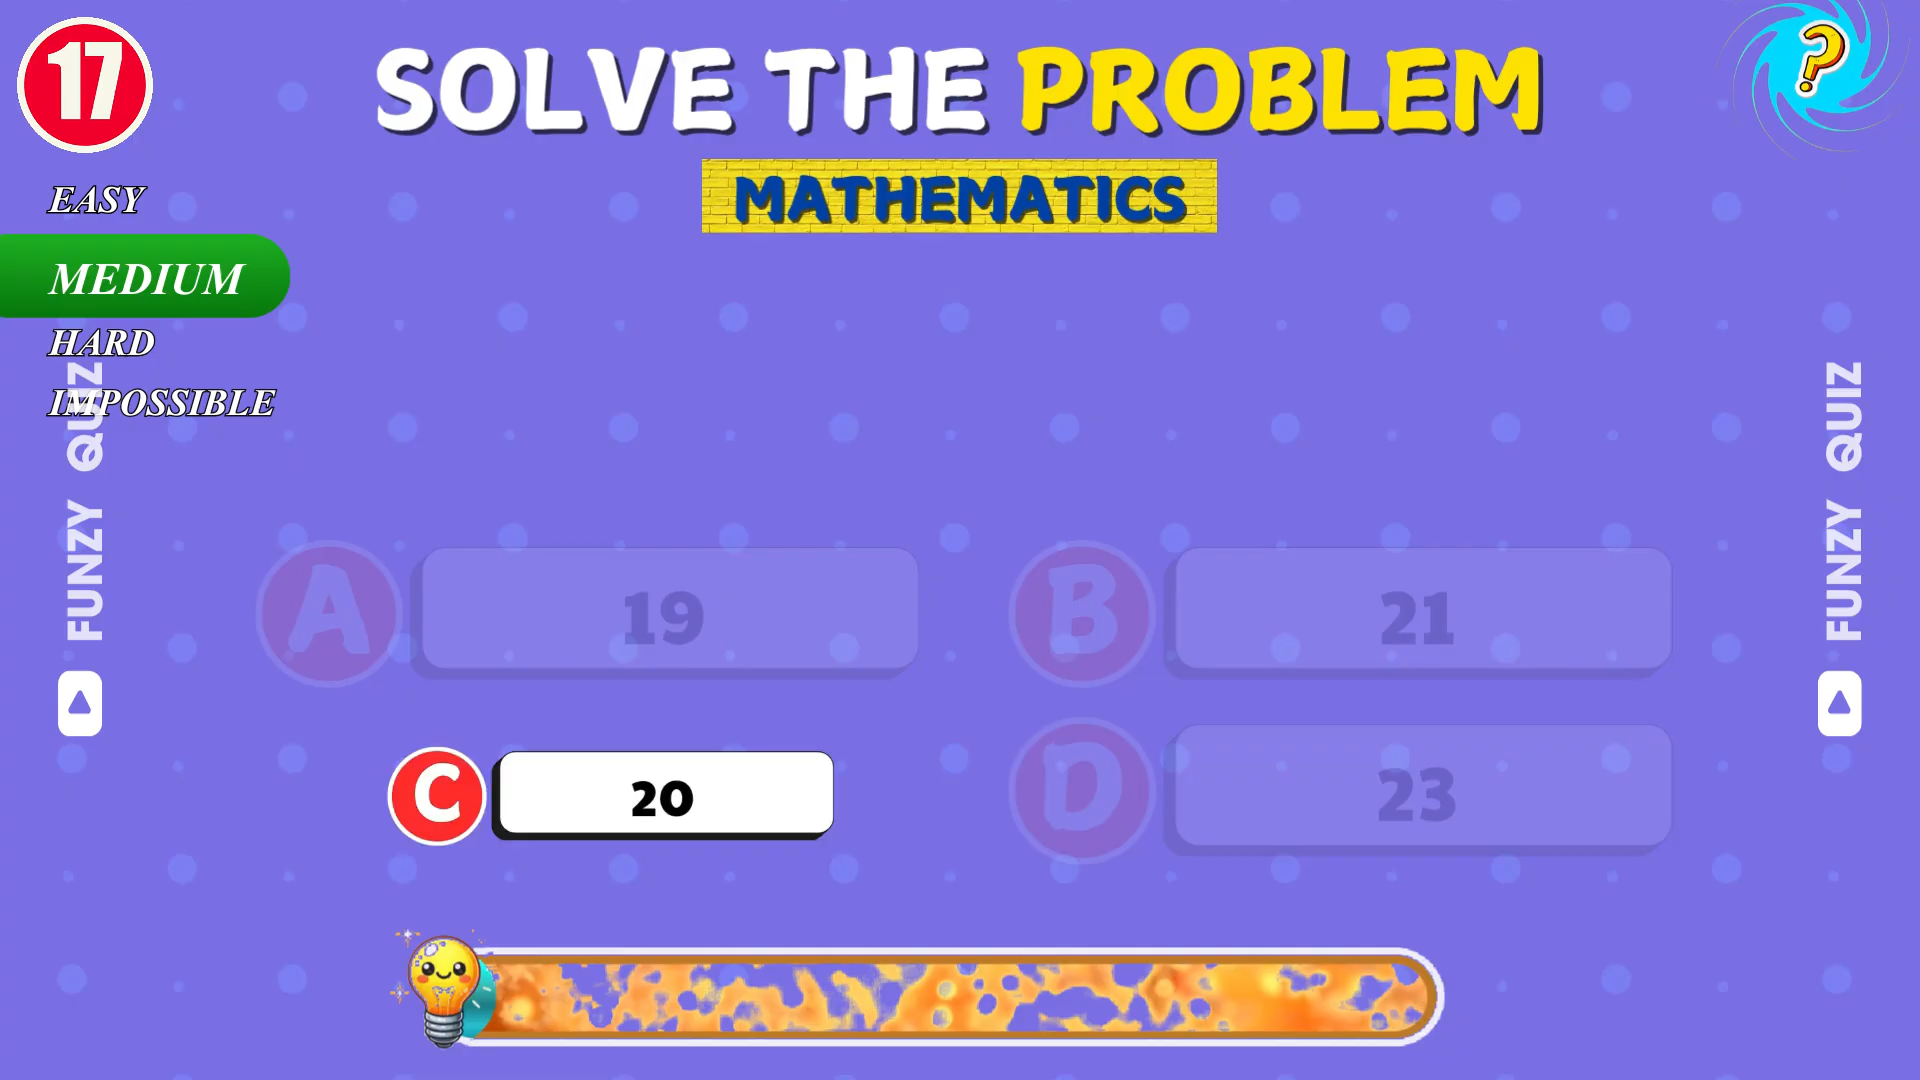 17
SOLVE THE PROBLEM
?
MATHEMATICS
EASY
MEDIUM
HARD
IMPOSSIBLE
FUNZY QUIZ
FUNZY QUIZ
A 19
B 21
C 20
D 23